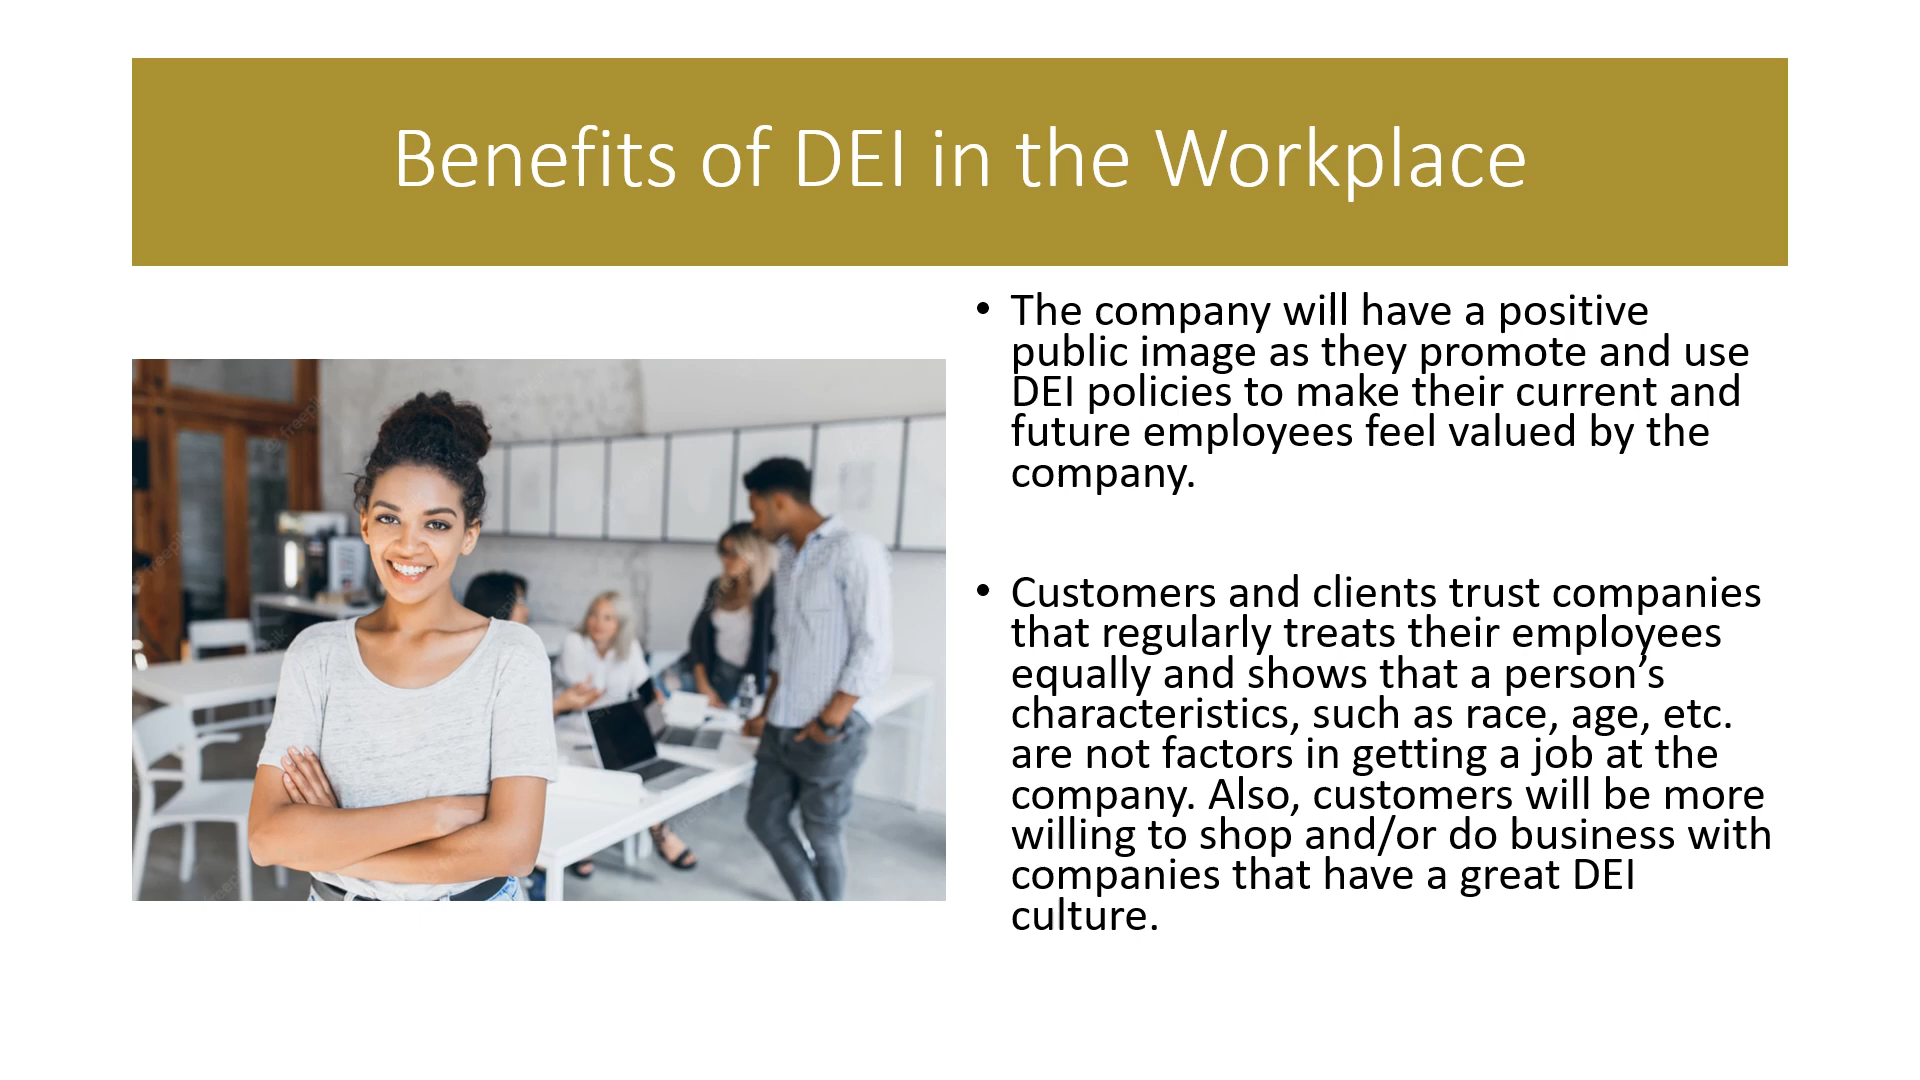 Benefits of DEI in the Workplace
• The company will have a positive
public image as they promote and use
DEI policies to make their current and
future employees feel valued by the
company.
• Customers and clients trust companies
that regularly treats their employees
equally and shows that a person’s
characteristics, such as race, age, etc.
are not factors in getting a job at the
company. Also, customers will be more
willing to shop and/or do business with
companies that have a great DEI
culture.